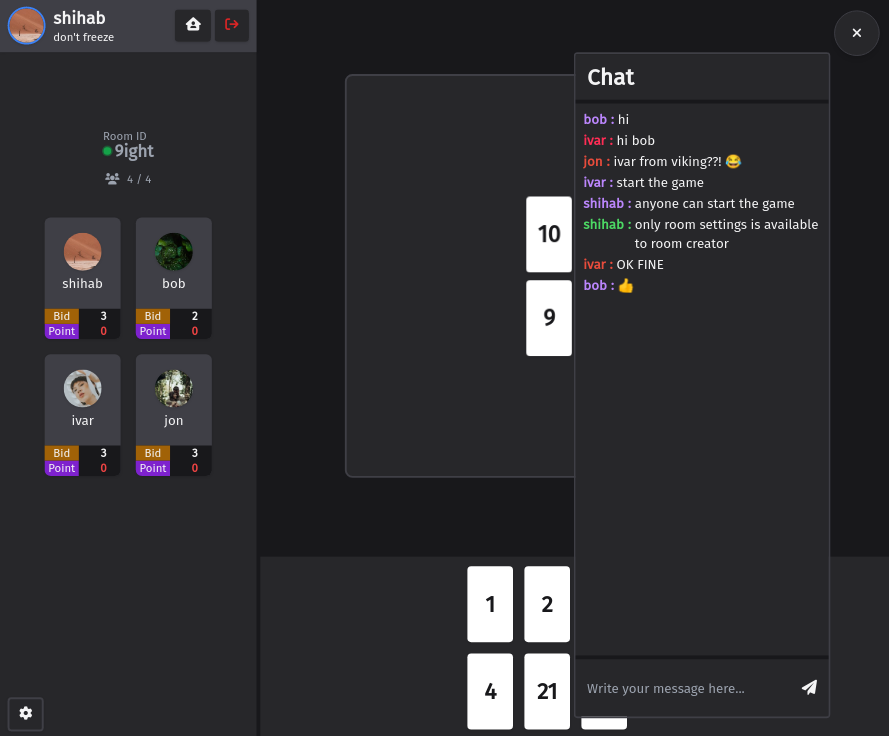 shihab
don't freeze
Room ID
9ight
4 / 4
shihab
Bid 3
Point 0
bob
Bid 2
Point 0
ivar
Bid 3
Point 0
jon
Bid 3
Point 0
10
9
1
2
4
21
Chat
bob : hi
ivar : hi bob
jon : ivar from viking??! 😂
ivar : start the game
shihab : anyone can start the game
shihab : only room settings is available
to room creator
ivar : OK FINE
bob : 👍
Write your message here...